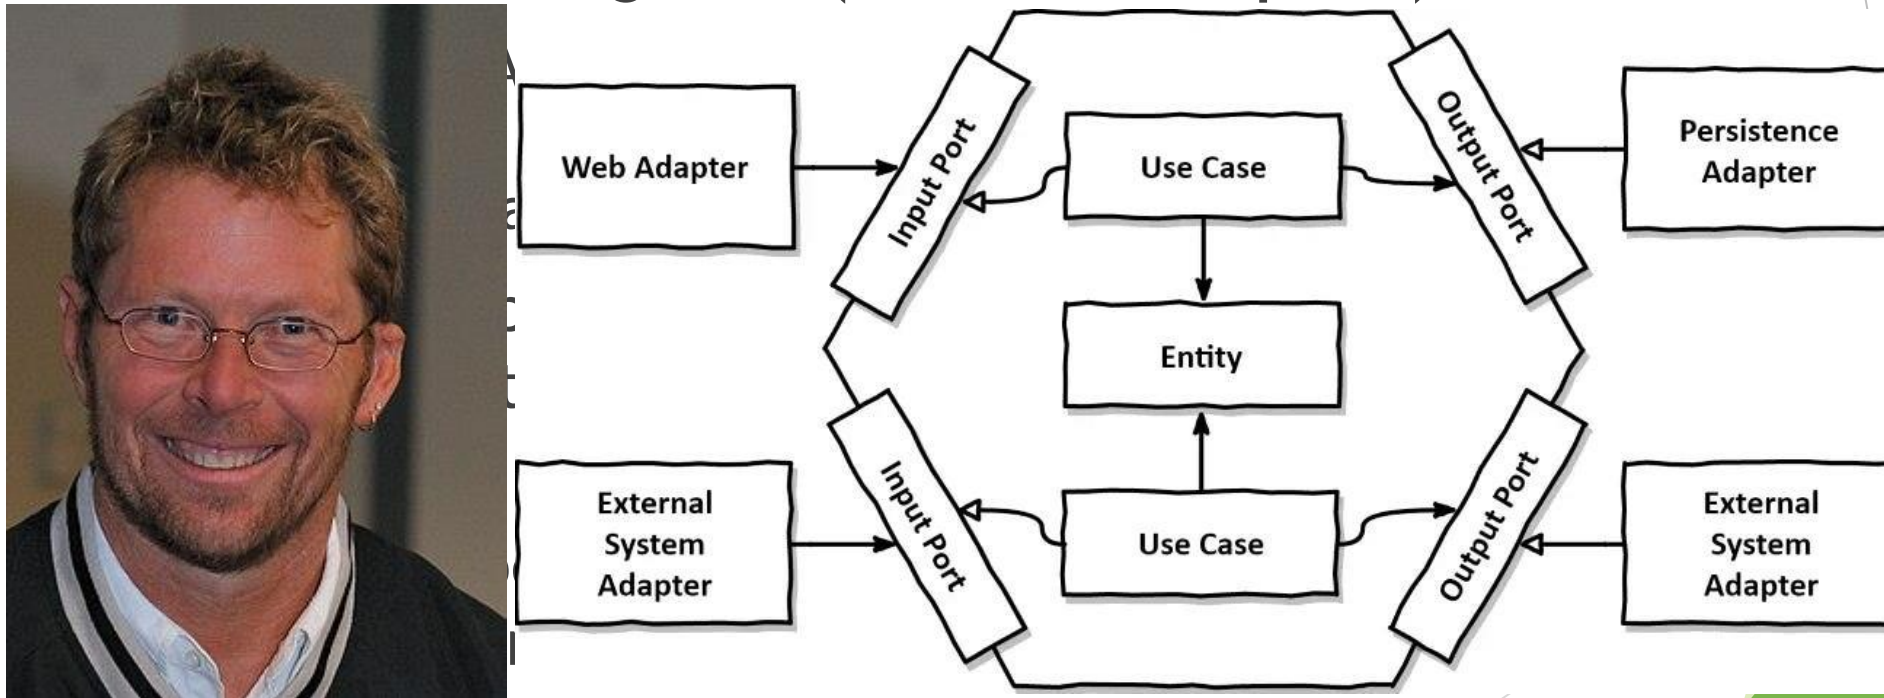 Web Adapter
Input Port
Use Case
Output Port
Persistence
Adapter
Entity
External
System
Adapter
Input Port
Use Case
Output Port
External
System
Adapter